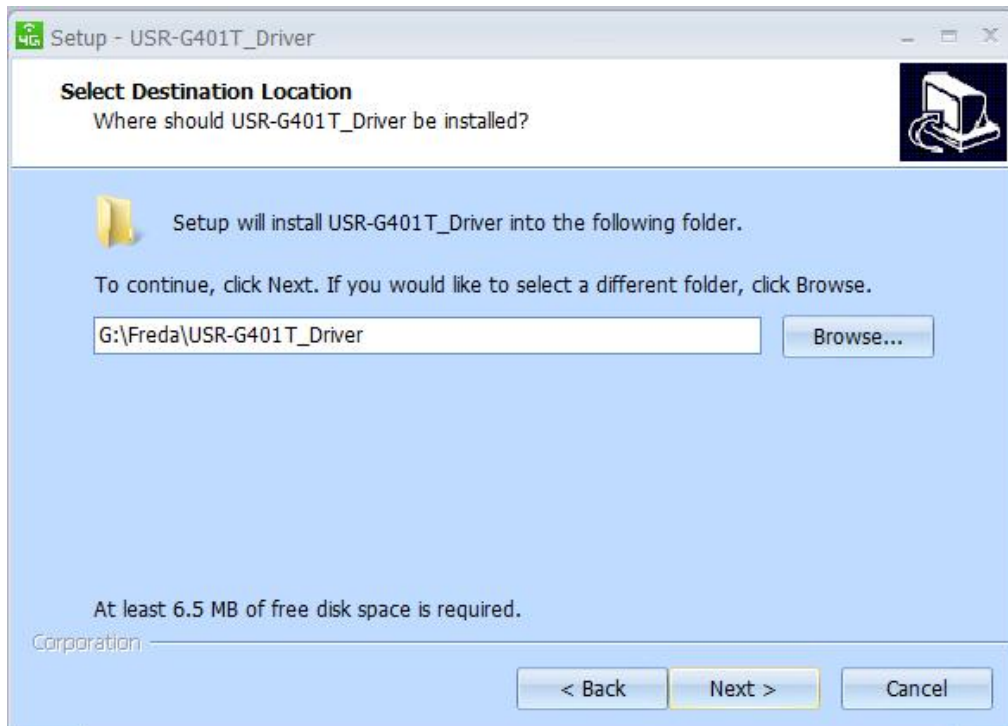 4G Setup - USR-G401T_Driver
Select Destination Location
Where should USR-G401T_Driver be installed?
Setup will install USR-G401T_Driver into the following folder.
To continue, click Next. If you would like to select a different folder, click Browse.
G:\Freda\USR-G401T_Driver Browse...
At least 6.5 MB of free disk space is required.
Corporation
< Back Next > Cancel